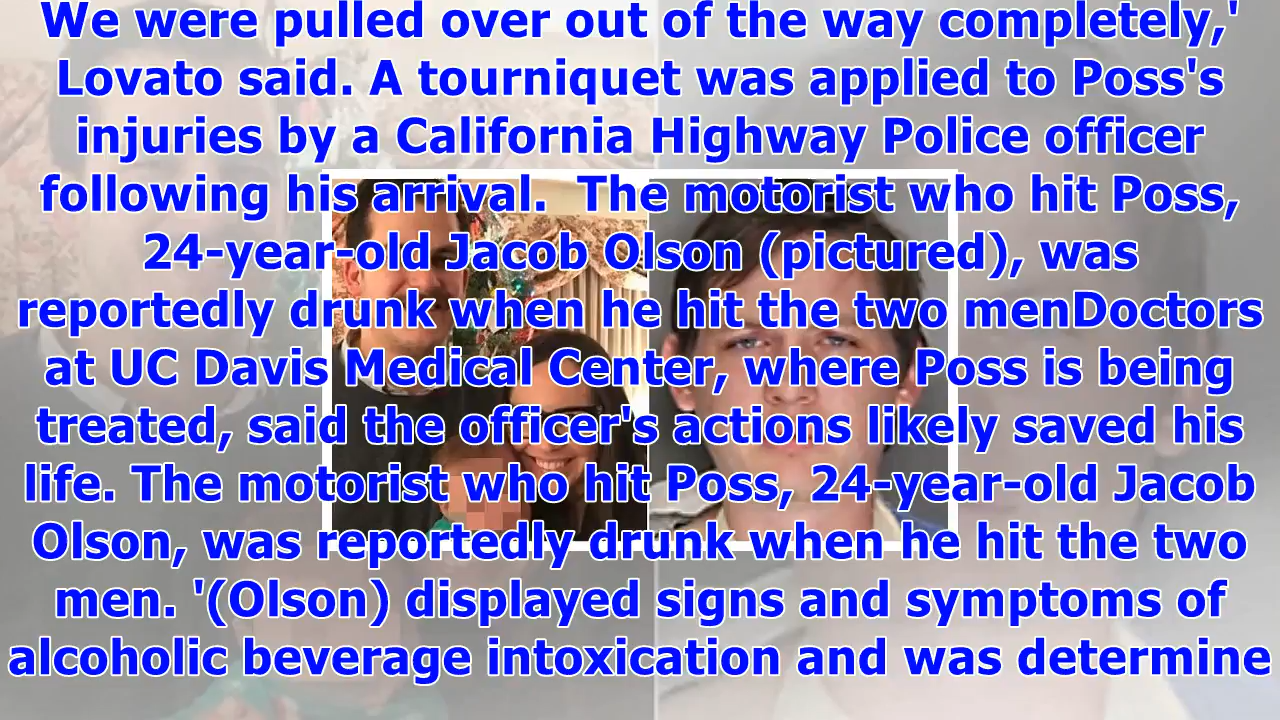 We were pulled over out of the way completely,'
Lovato said. A tourniquet was applied to Poss's
injuries by a California Highway Police officer
following his arrival.  The motorist who hit Poss,
24-year-old Jacob Olson (pictured), was
reportedly drunk when he hit the two menDoctors
at UC Davis Medical Center, where Poss is being
treated, said the officer's actions likely saved his
life. The motorist who hit Poss, 24-year-old Jacob
Olson, was reportedly drunk when he hit the two
men. '(Olson) displayed signs and symptoms of
alcoholic beverage intoxication and was determine